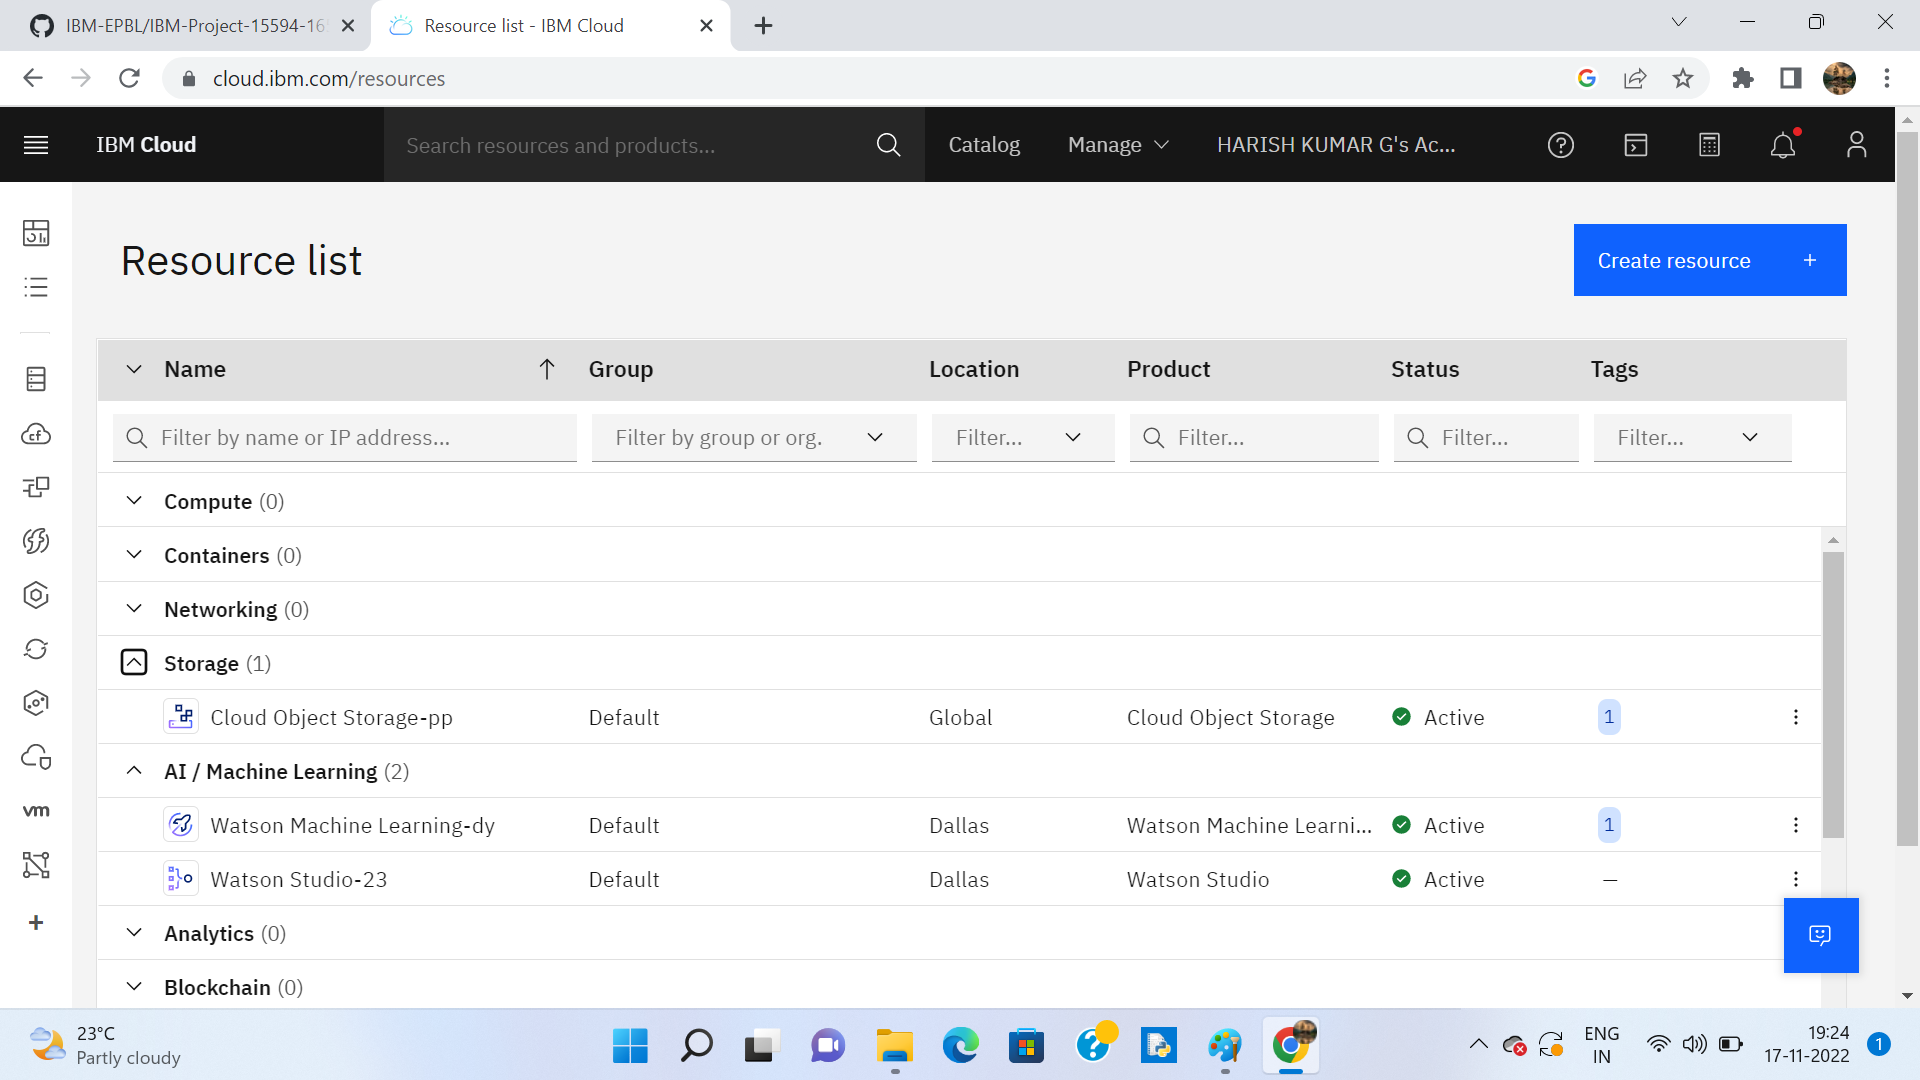 IBM-EPBL/IBM-Project-15594-165
Resource list - IBM Cloud
cloud.ibm.com/resources
IBM Cloud
Search resources and products...
Catalog
Manage
HARISH KUMAR G's Ac...
Resource list
Create resource +
Name Group Location Product Status Tags
Filter by name or IP address... Filter by group or org. Filter... Filter... Filter... Filter...
Compute (0)
Containers (0)
Networking (0)
Storage (1)
Cloud Object Storage-pp Default Global Cloud Object Storage Active 1
AI / Machine Learning (2)
Watson Machine Learning-dy Default Dallas Watson Machine Learni... Active 1
Watson Studio-23 Default Dallas Watson Studio Active –
Analytics (0)
Blockchain (0)
cf
vm
23°C
Partly cloudy
ENG
IN
19:24
17-11-2022
1